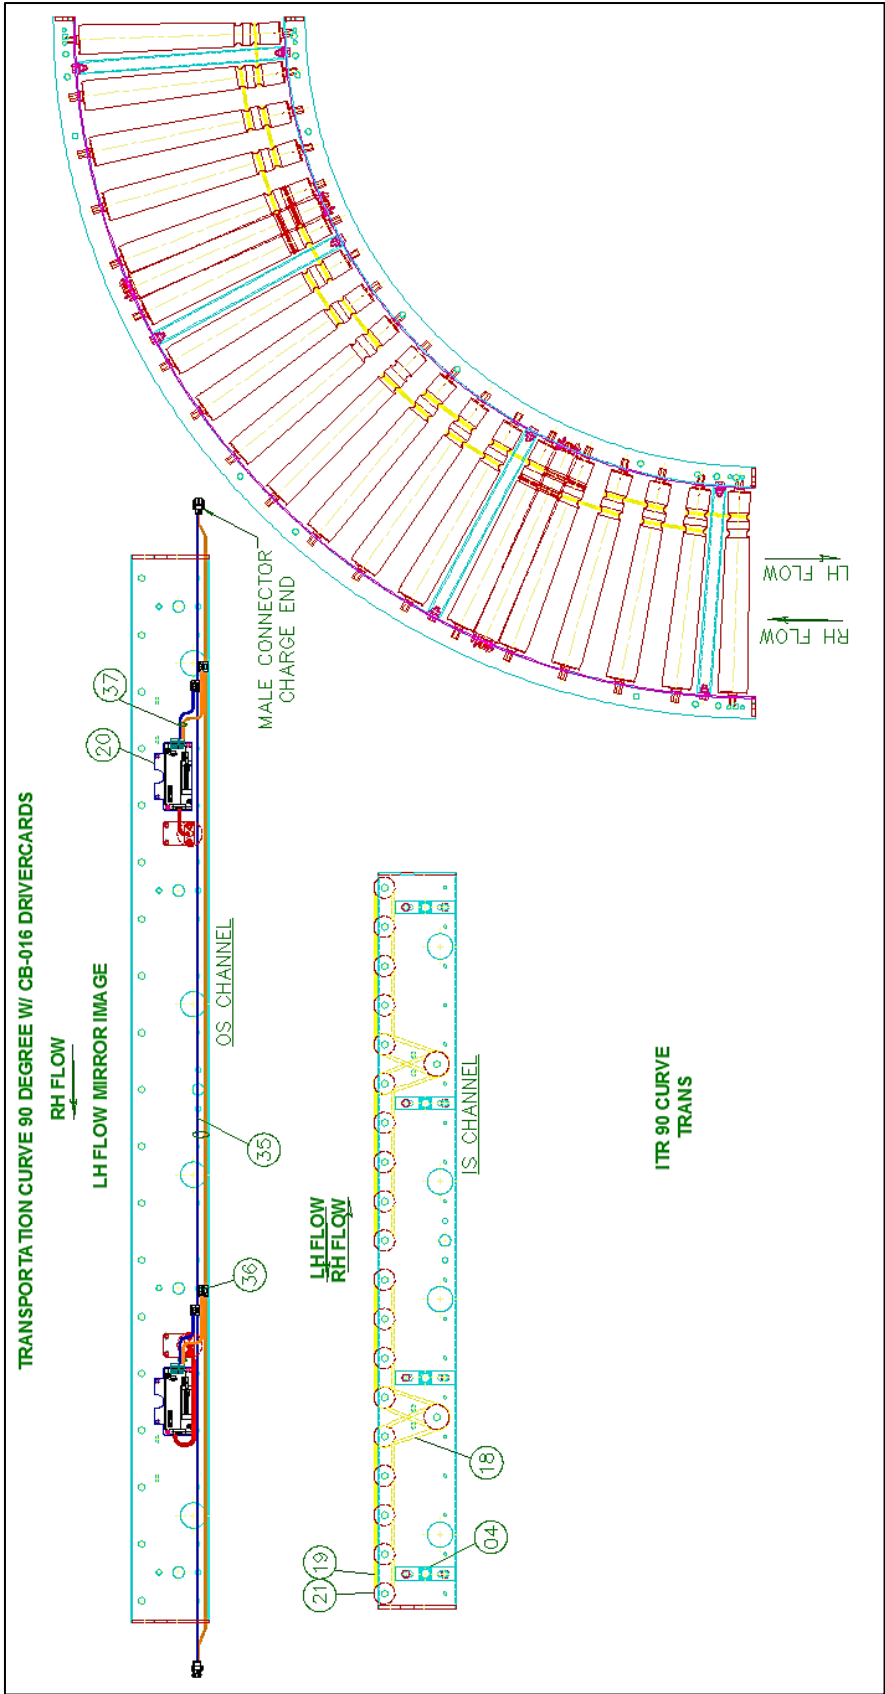 TRANSPORTATION CURVE 90 DEGREE W/ CB-016 DRIVERCARDS
RH FLOW
LH FLOW MIRROR IMAGE
36
35
20
37
OS CHANNEL
MALE CONNECTOR
CHARGE END
LH FLOW
RH FLOW
21
19
04
18
IS CHANNEL
ITR 90 CURVE
TRANS
RH FLOW
LH FLOW